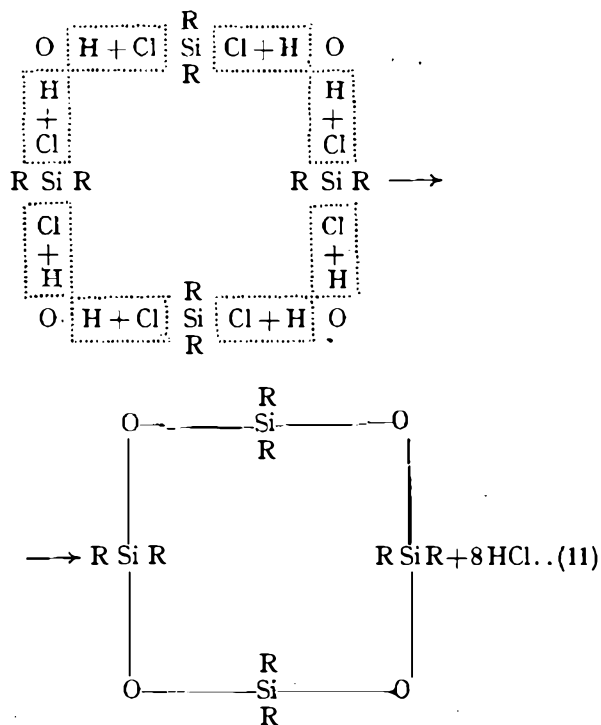 R
O H + Cl Si Cl + H O
R
H H
+ +
Cl Cl
R Si R R Si R ⟶
Cl Cl
+ +
H H
R
O H + Cl Si Cl + H O
R
R
O Si O
R
⟶ R Si R R Si R + 8 HCl..(11)
R
O Si O
R